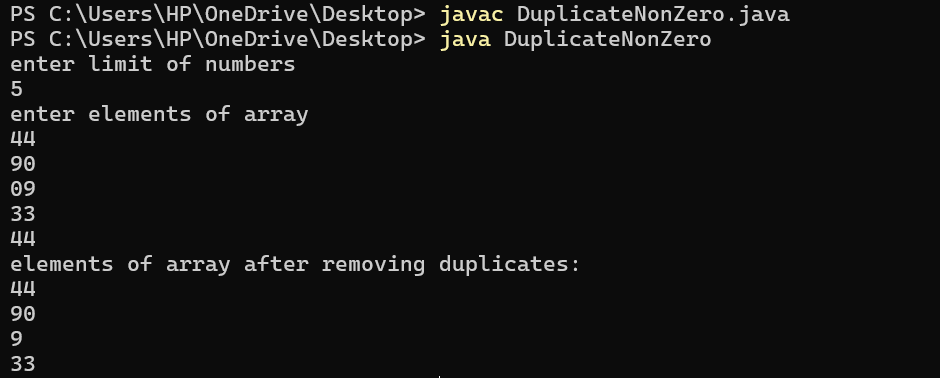 PS C:\Users\HP\OneDrive\Desktop> javac DuplicateNonZero.java
PS C:\Users\HP\OneDrive\Desktop> java DuplicateNonZero
enter limit of numbers
5
enter elements of array
44
90
09
33
44
elements of array after removing duplicates:
44
90
9
33